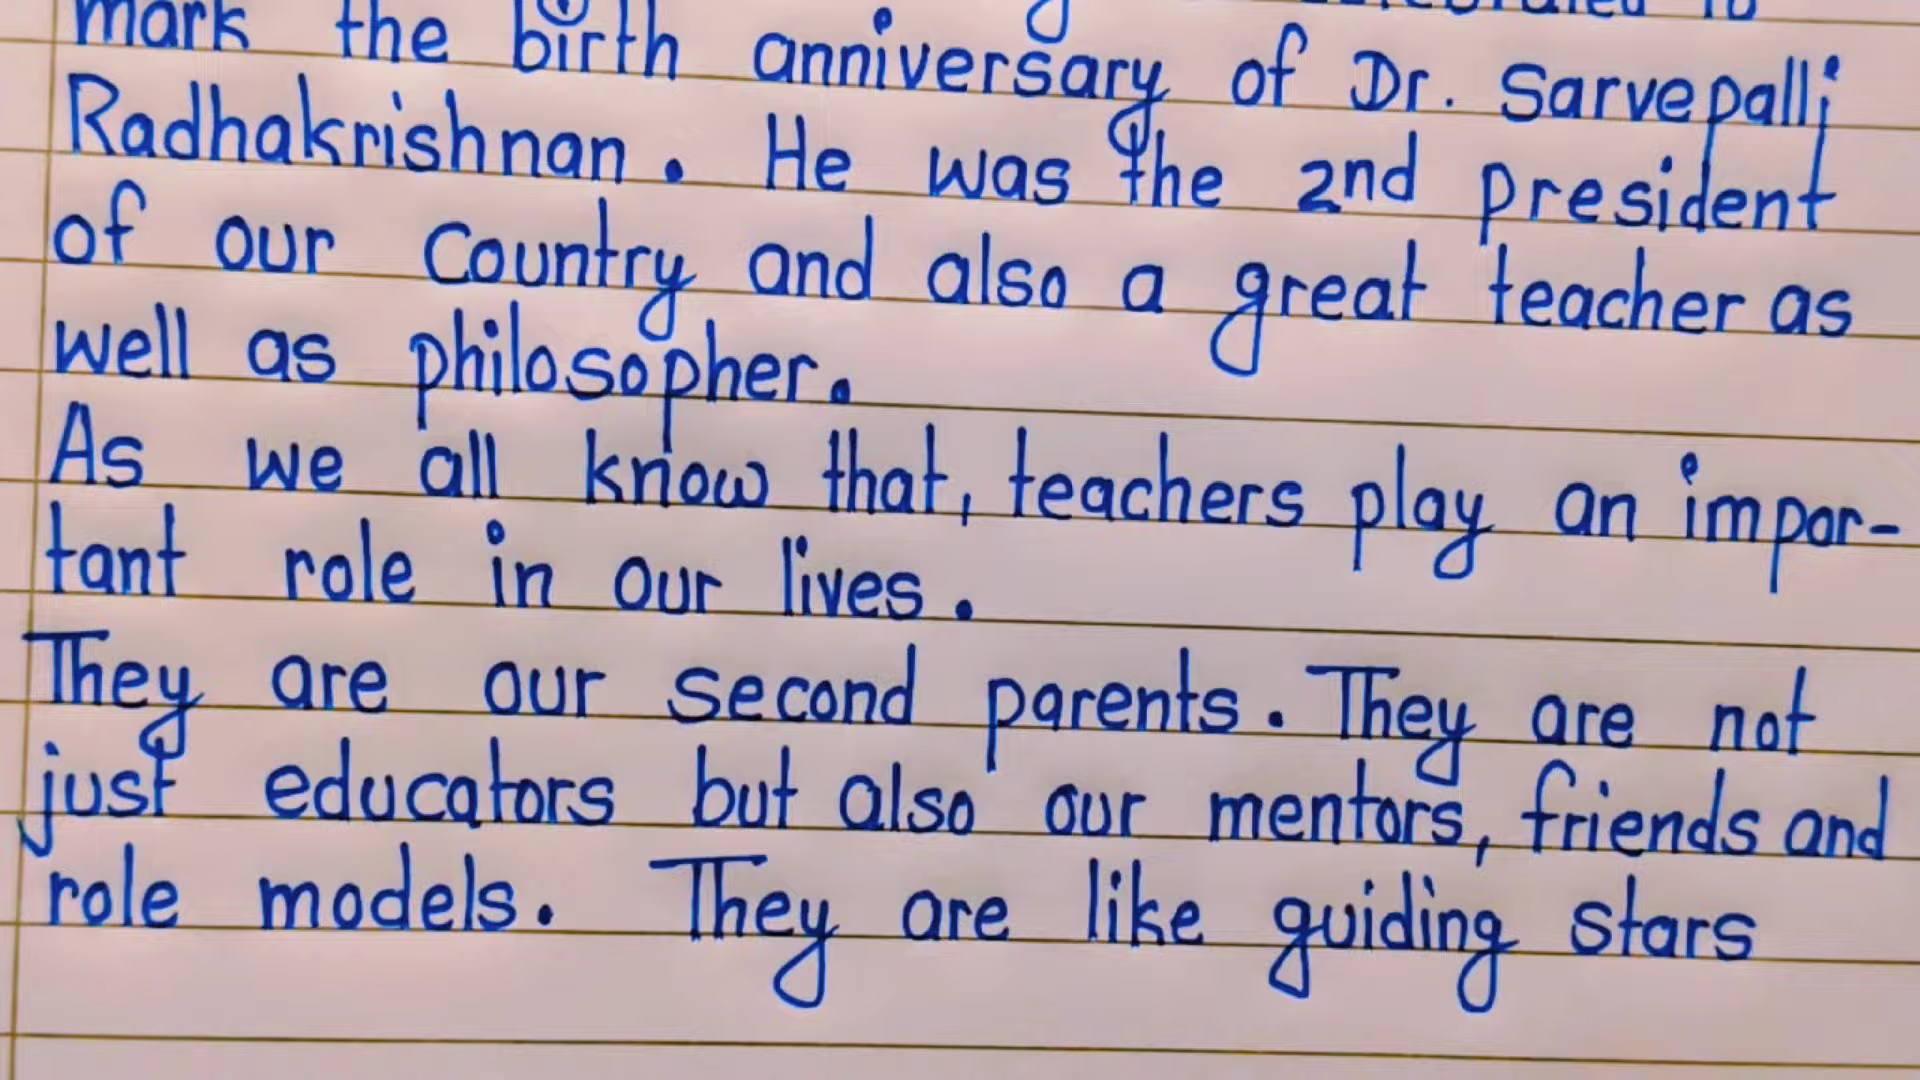 mark the birth anniversary of Dr. Sarvepalli
Radhakrishnan. He was the 2nd president
of our Country and also a great teacher as
well as philosopher.
As we all know that, teachers play an impor-
tant role in our lives.
They are our second parents. They are not
just educators but also our mentors, friends and
role models. They are like guiding stars